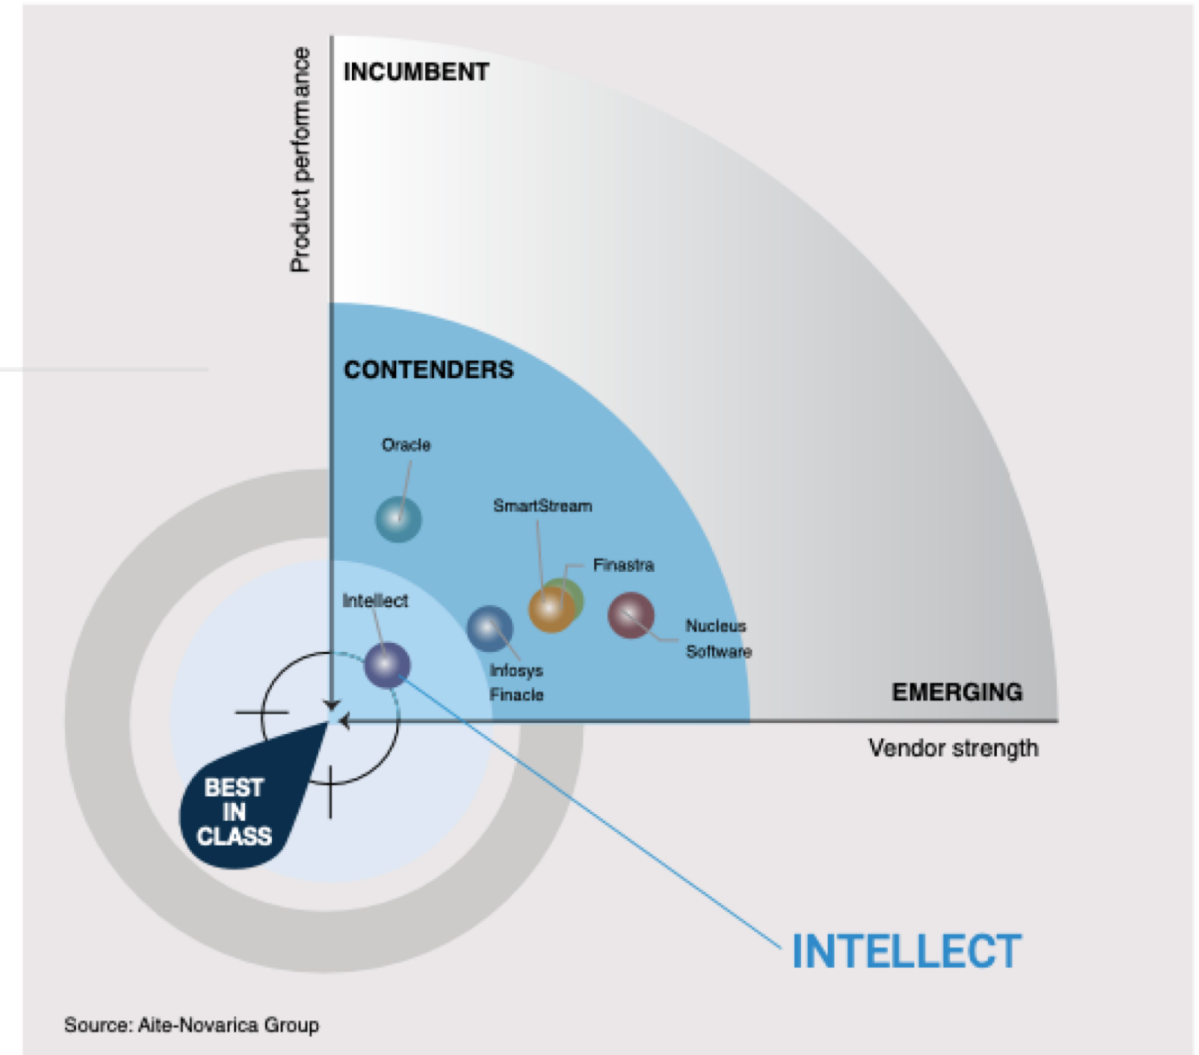 Product performance
INCUMBENT
CONTENDERS
Oracle
SmartStream
Finastra
Intellect
Nucleus
Software
Infosys
Finacle
EMERGING
Vendor strength
BEST
IN
CLASS
INTELLECT
Source: Aite-Novarica Group